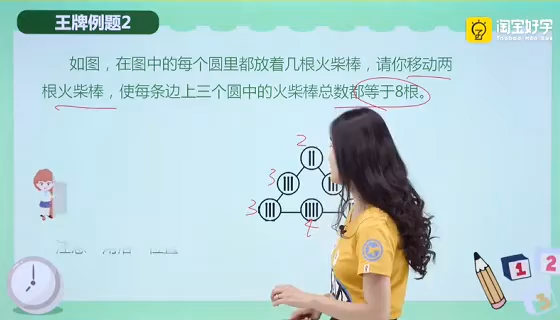 王牌例题2
淘宝好学
如图，在图中的每个圆里都放着几根火柴棒，请你移动两
根火柴棒，使每条边上三个圆中的火柴棒总数都等于8根。
2
3
3
4
1 2
3